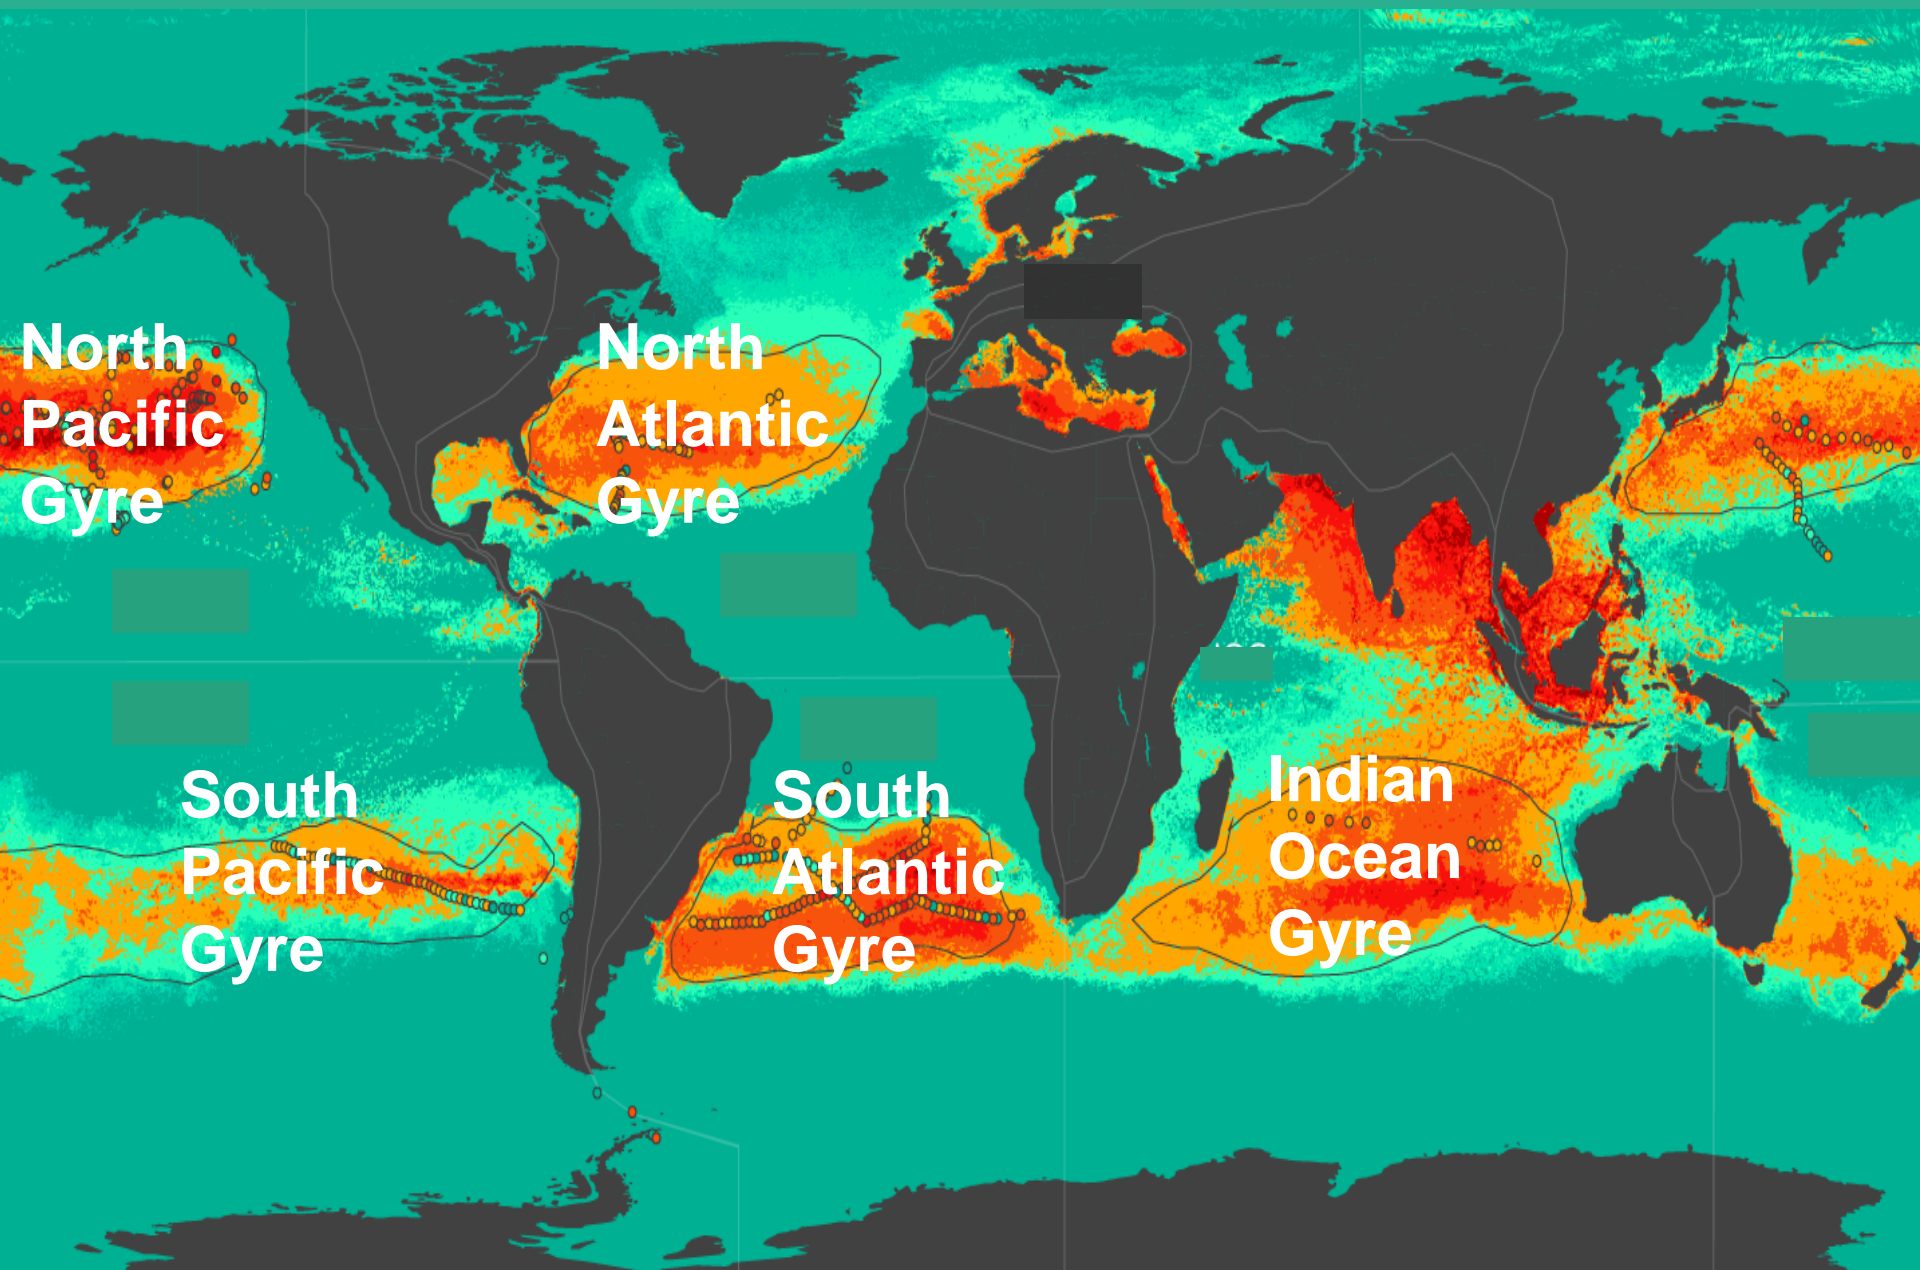 North
Pacific
Gyre
North
Atlantic
Gyre
South
Pacific
Gyre
South
Atlantic
Gyre
Indian
Ocean
Gyre